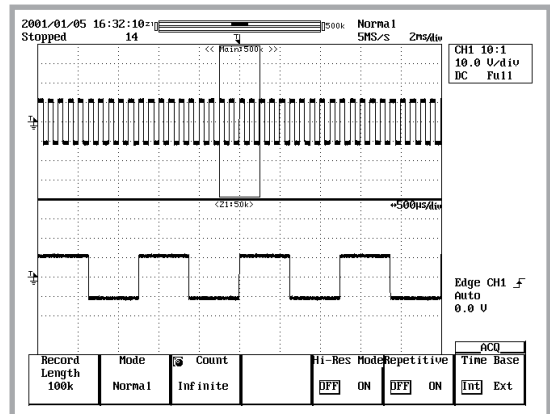 2001/01/05 16:32:10 500k Normal
Stopped 14 5MS/s 2ms/div
CH1 10:1
10.0 V/div
DC Full
<< Main:500k >>
<Z1:50k> 500µs/div
Edge CH1
Auto
0.0 V
ACQ
Record Length 100k
Mode Normal
Count Infinite
Hi-Res Mode OFF ON
Repetitive OFF ON
Time Base Int Ext